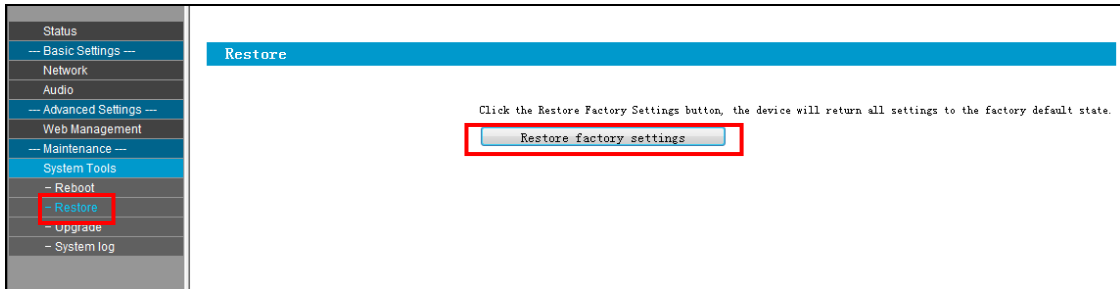 Status
--- Basic Settings ---
Network
Audio
--- Advanced Settings ---
Web Management
--- Maintenance ---
System Tools
- Reboot
- Restore
- Upgrade
- System log
Restore
Click the Restore Factory Settings button, the device will return all settings to the factory default state.
Restore factory settings